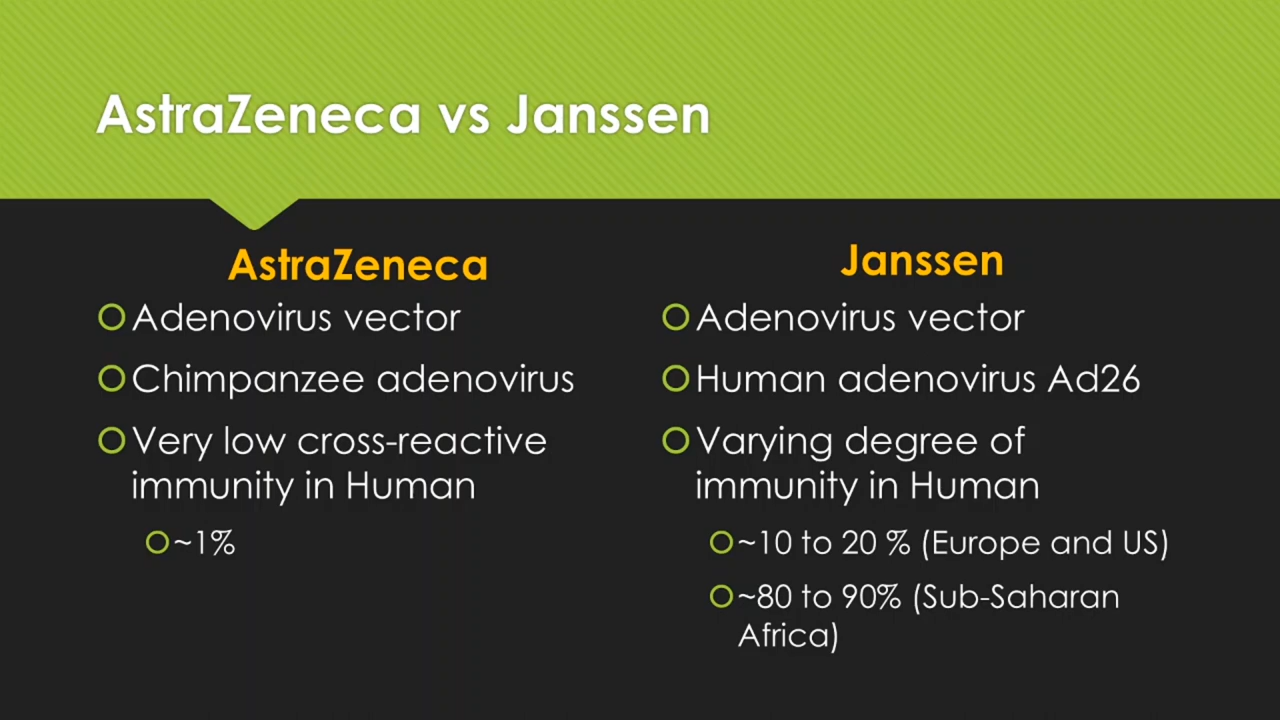 AstraZeneca vs Janssen
AstraZeneca
Adenovirus vector
Chimpanzee adenovirus
Very low cross-reactive
immunity in Human
~1%
Janssen
Adenovirus vector
Human adenovirus Ad26
Varying degree of
immunity in Human
~10 to 20 % (Europe and US)
~80 to 90% (Sub-Saharan
Africa)